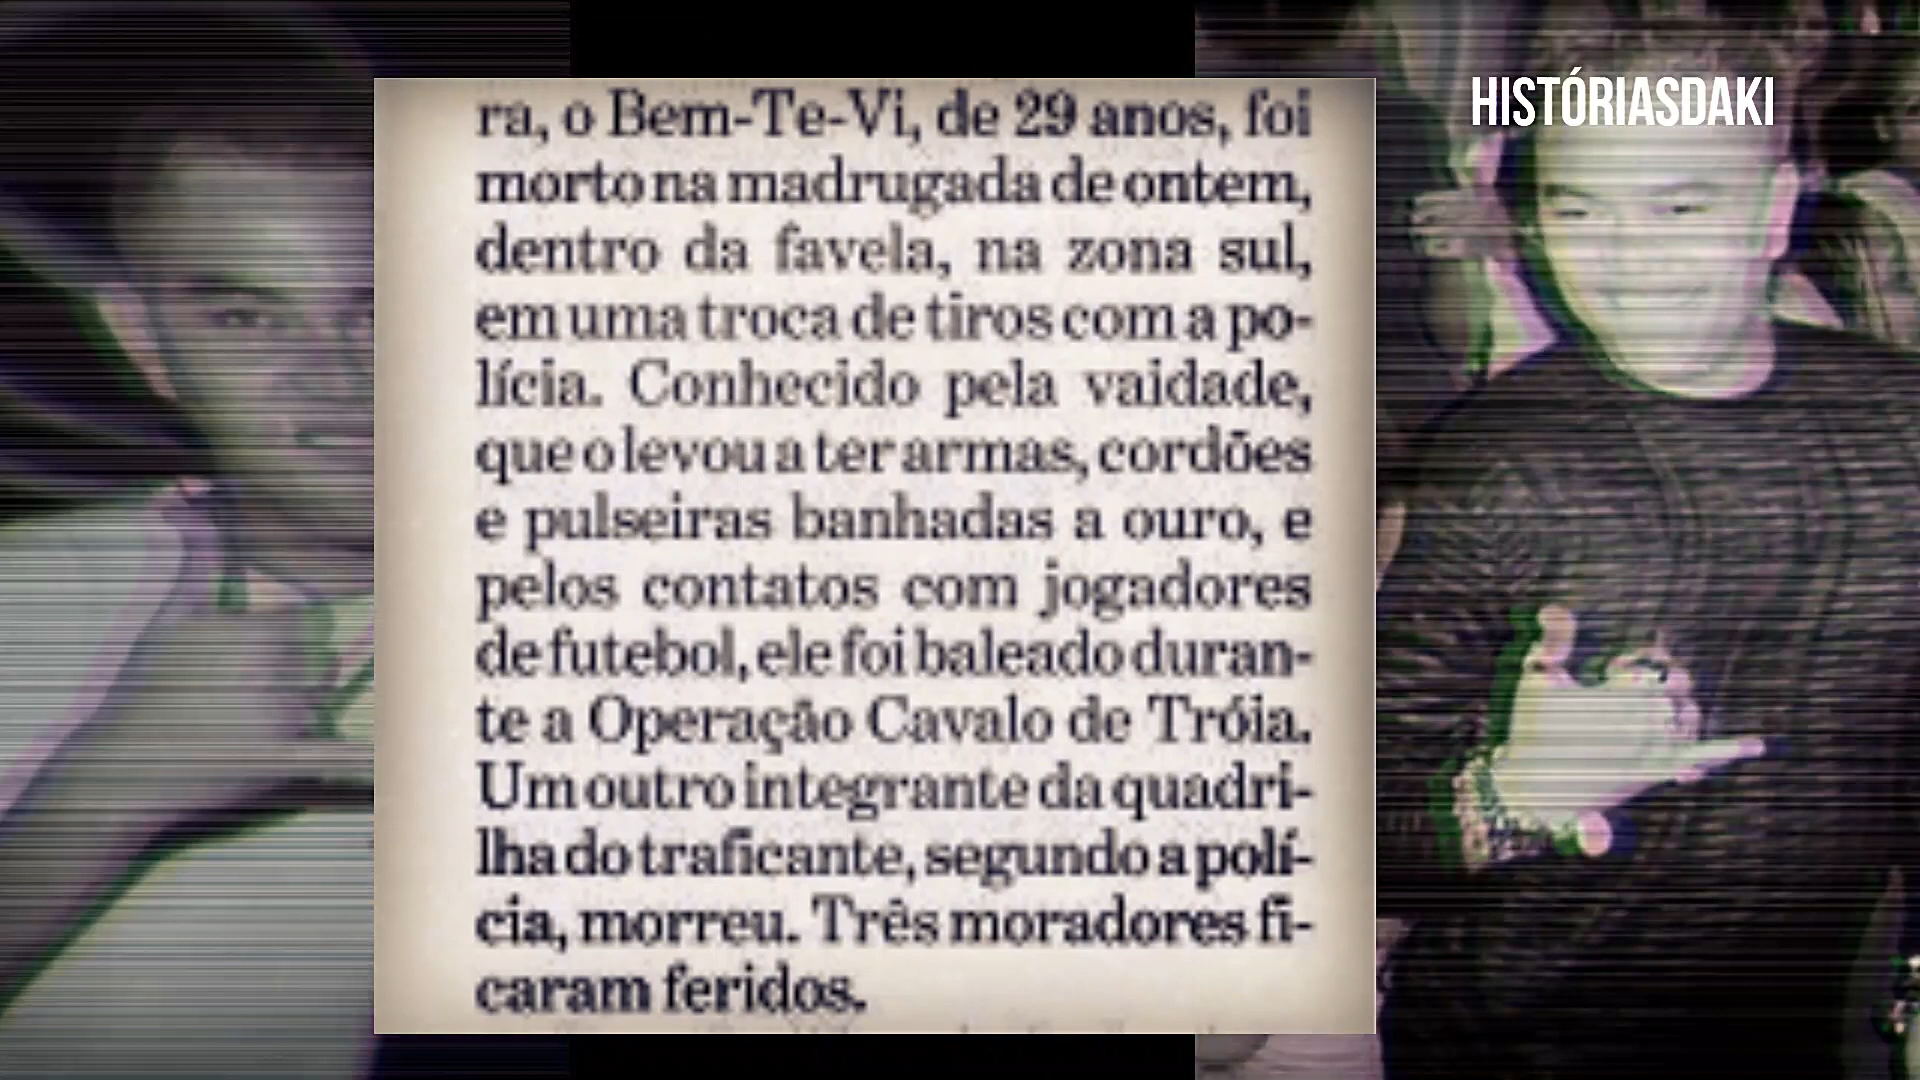 HISTÓRIASDAKI
ra, o Bem-Te-Vi, de 29 anos, foi
morto na madrugada de ontem,
dentro da favela, na zona sul,
em uma troca de tiros com a po-
lícia. Conhecido pela vaidade,
que o levou a ter armas, cordões
e pulseiras banhadas a ouro, e
pelos contatos com jogadores
de futebol, ele foi baleado duran-
te a Operação Cavalo de Tróia.
Um outro integrante da quadri-
lha do traficante, segundo a polí-
cia, morreu. Três moradores fi-
caram feridos.